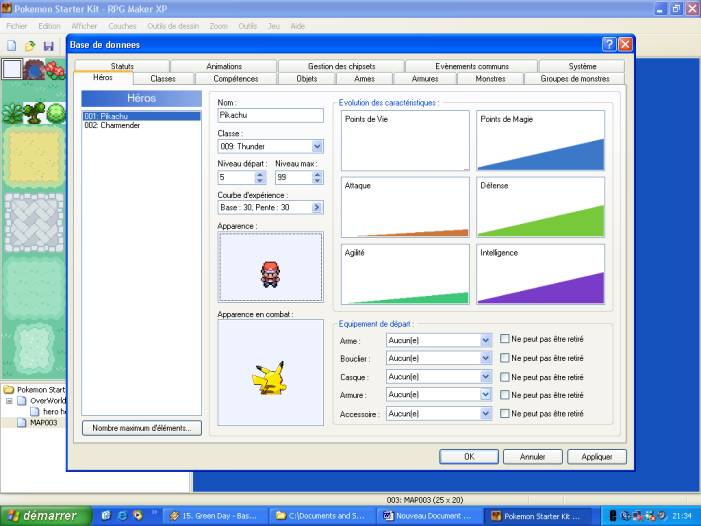 Pokemon Starter Kit - RPG Maker XP
Fichier Edition Afficher Couches Outils de dessin Zoom Outils Jeu Aide
Base de donnees
Statuts Animations Gestion des chipsets Evènements communs Système
Héros Classes Compétences Objets Armes Armures Monstres Groupes de monstres
Héros
001: Pikachu
002: Charmender
Nombre maximum d'éléments...
Nom :
Pikachu
Classe :
009: Thunder
Niveau départ : Niveau max :
5 99
Courbe d'expérience :
Base : 30, Pente : 30
Apparence :
Apparence en combat :
Evolution des caractéristiques :
Points de Vie Points de Magie
Attaque Défense
Agilité Intelligence
Equipement de départ :
Arme : Aucun(e) Ne peut pas être retiré
Bouclier : Aucun(e) Ne peut pas être retiré
Casque : Aucun(e) Ne peut pas être retiré
Armure : Aucun(e) Ne peut pas être retiré
Accessoire : Aucun(e) Ne peut pas être retiré
OK Annuler Appliquer
Pokemon Start
OverWorld
hero h
MAP003
003: MAP003 (25 x 20)
démarrer 15. Green Day - Bas... C:\Documents and S... Nouveau Document ... Pokemon Starter Kit ... 21:34